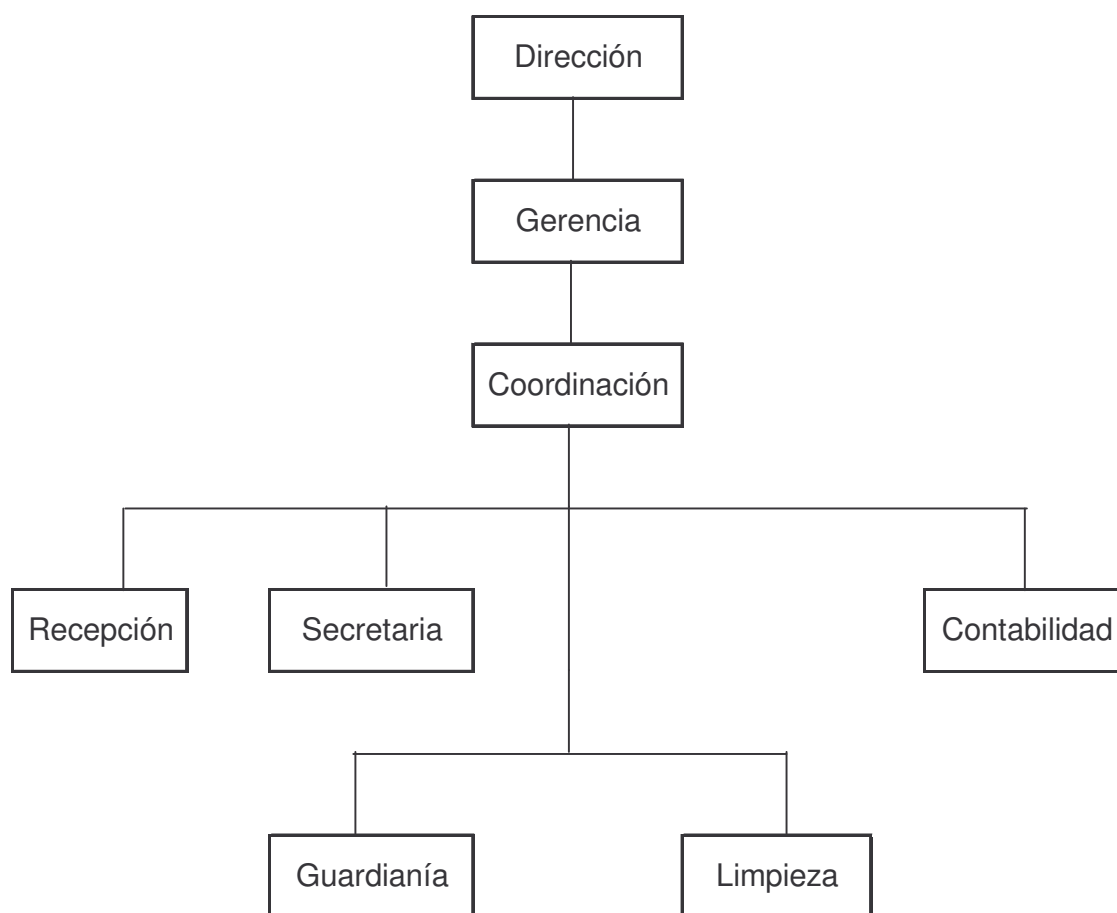 Dirección
Gerencia
Coordinación
Recepción
Secretaria
Contabilidad
Guardianía
Limpieza